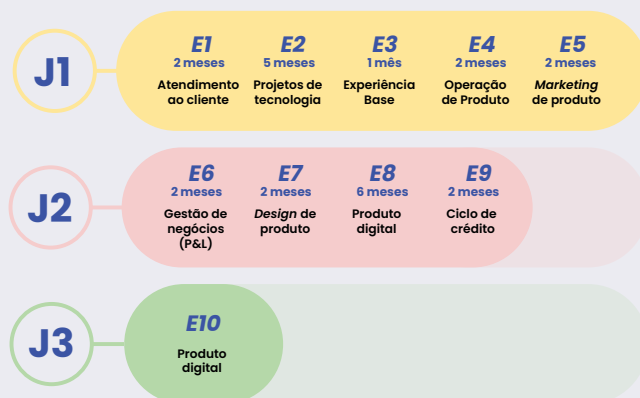 J1
E1
2 meses
Atendimento
ao cliente
E2
5 meses
Projetos de
tecnologia
E3
1 mês
Experiência
Base
E4
2 meses
Operação
de Produto
E5
2 meses
Marketing
de produto
J2
E6
2 meses
Gestão de
negócios
(P&L)
E7
2 meses
Design de
produto
E8
6 meses
Produto
digital
E9
2 meses
Ciclo de
crédito
J3
E10
Produto
digital